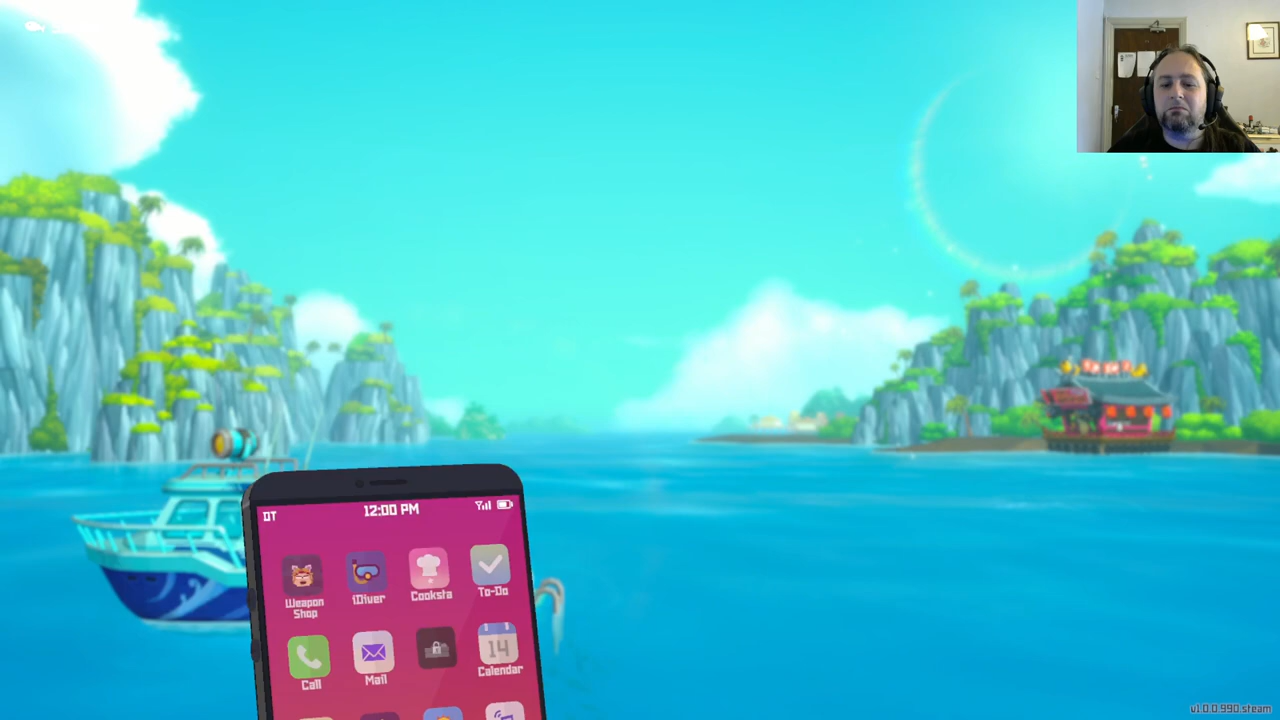 DT 12:00 PM
Weapon Shop
iDiver
Cooksta
To-Do
Call
Mail
14
Calendar
v1.0.0.990.steam